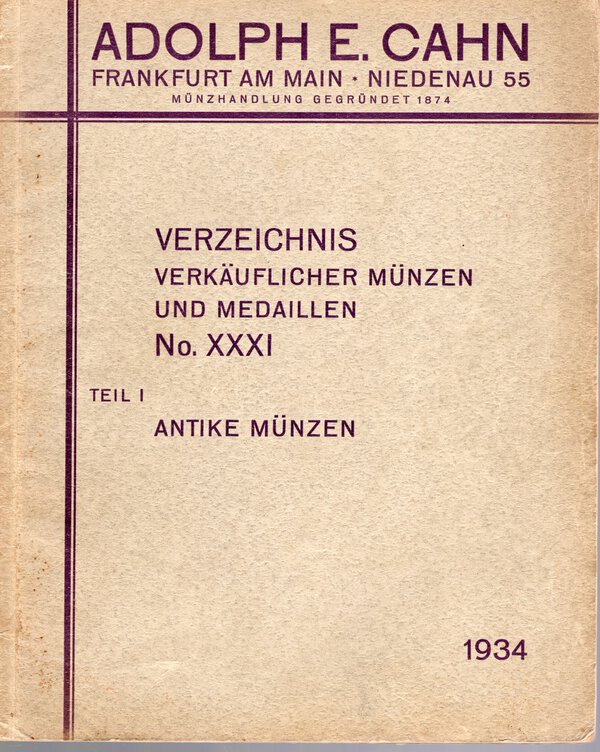 ADOLPH E. CAHN
FRANKFURT AM MAIN * NIEDENAU 55
MÜNZHANDLUNG GEGRÜNDET 1874
VERZEICHNIS
VERKÄUFLICHER MÜNZEN
UND MEDAILLEN
No. XXXI
TEIL I
ANTIKE MÜNZEN
1934